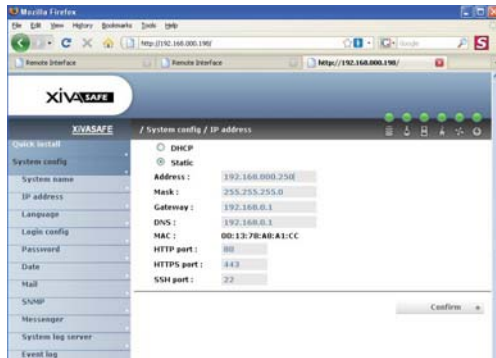 Mozilla Firefox
File Edit View History Bookmarks Tools Help
http://192.168.000.198/
Google
Remote Interface
Remote Interface
http://192.168.000.198/
XIVA SAFE
XIVASAFE
/ System config / IP address
Quick install
System config
System name
IP address
Language
Login config
Password
Date
Mail
SNMP
Messenger
System log server
Event log
DHCP
Static
Address : 192.168.000.250
Mask : 255.255.255.0
Gateway : 192.168.0.1
DNS : 192.168.0.1
MAC : 00:13:78:A8:A1:CC
HTTP port : 80
HTTPS port : 443
SSH port : 22
Confirm